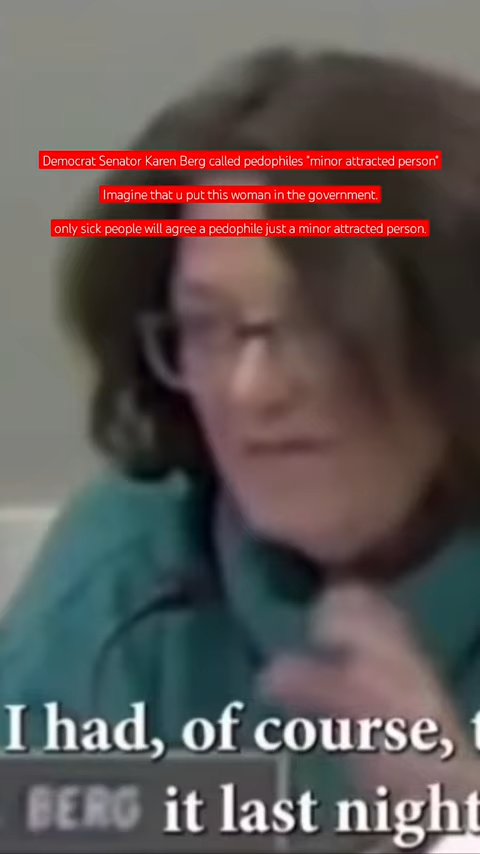 Democrat Senator Karen Berg called pedophiles "minor attracted person"
Imagine that u put this woman in the government.
only sick people will agree a pedophile just a minor attracted person.
I had, of course, t
BERG
it last night